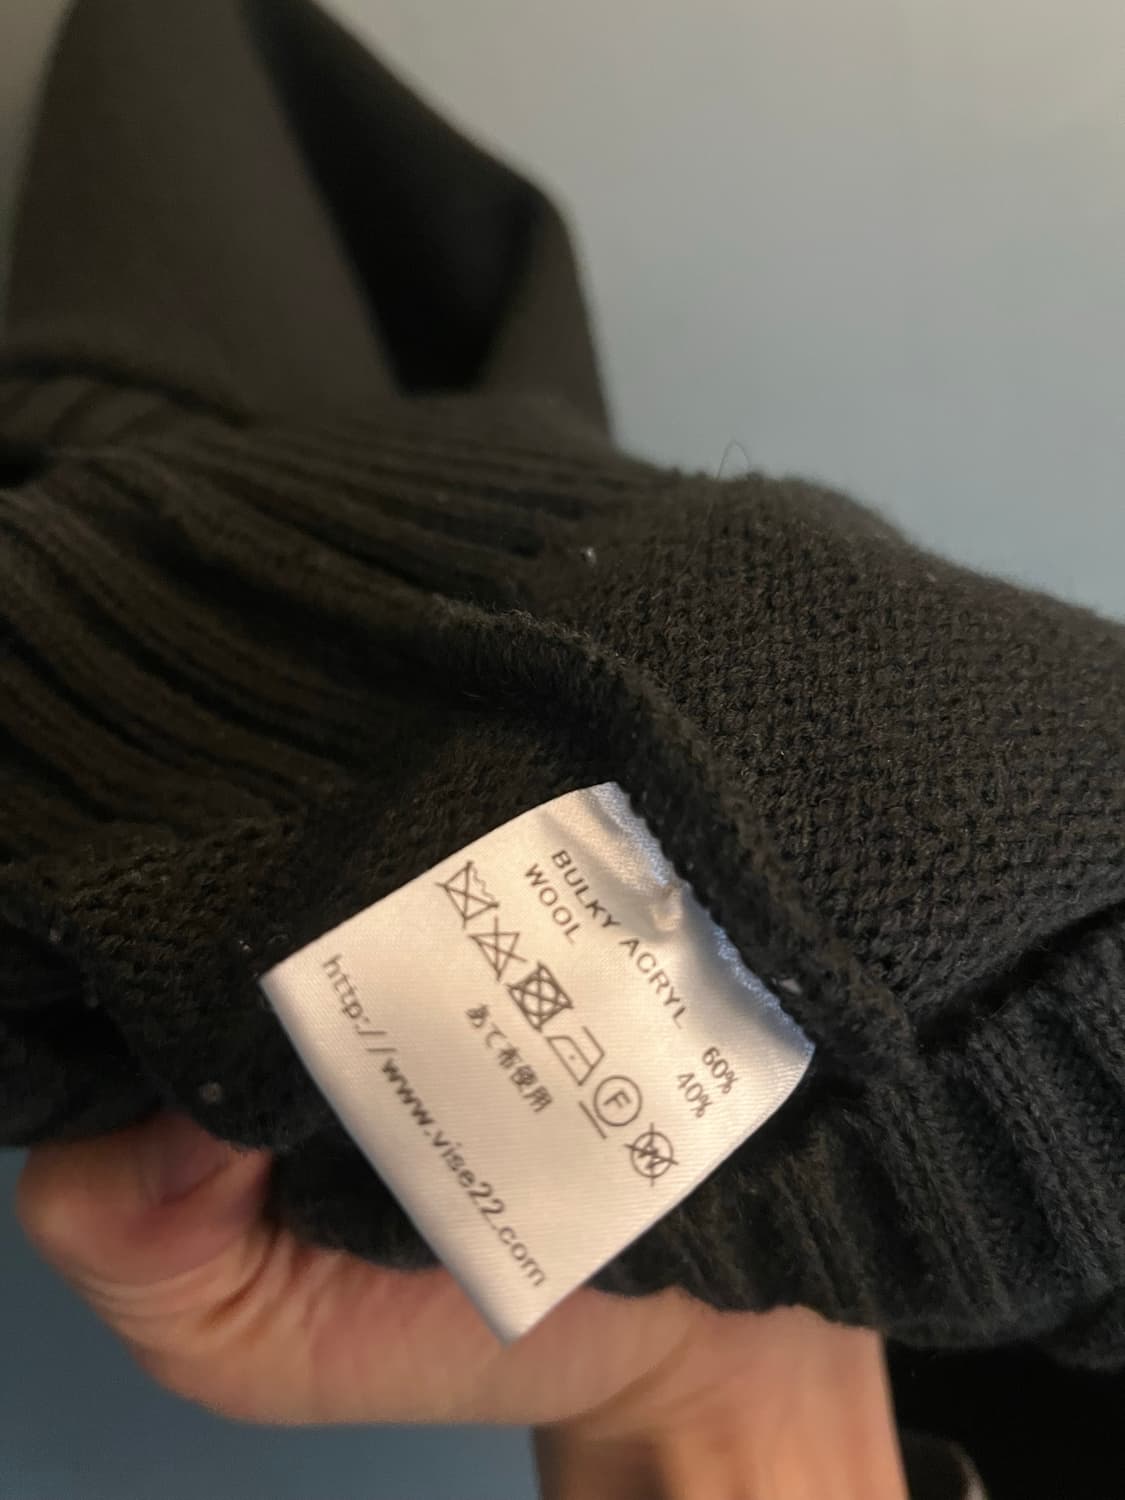 BULKY ACRYL 60%
WOOL 40%
F W
あて布使用
http://www.vise22.com